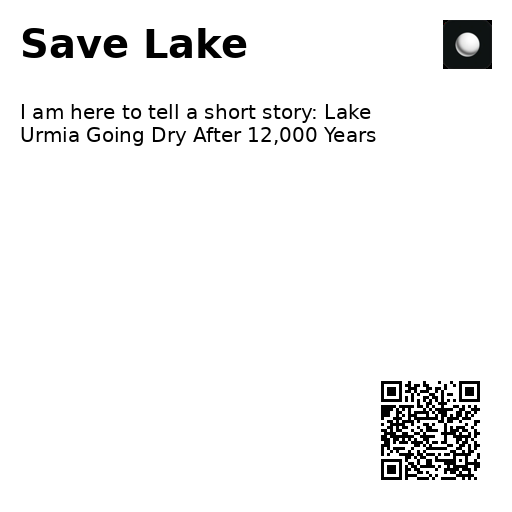 Save Lake
I am here to tell a short story: Lake
Urmia Going Dry After 12,000 Years